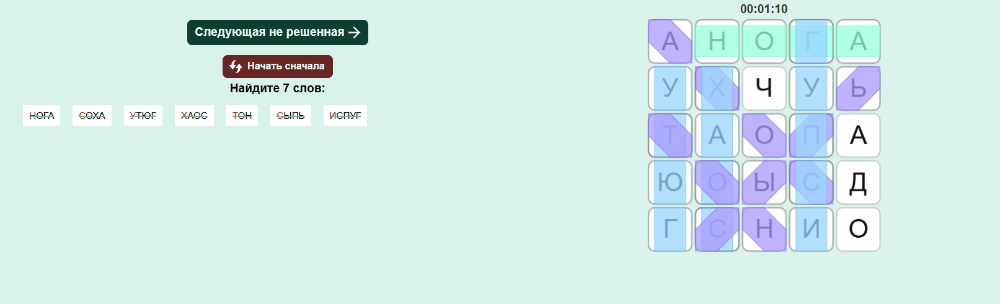 00:01:10
Следующая не решенная
Начать сначала
Найдите 7 слов:
НОГА СОХА УТЮГ ХАОС ТОН СЫПЬ ИСПУГ
А Н О Г А
У Х Ч У Ь
Т А О П А
Ю О Ы С Д
Г С Н И О